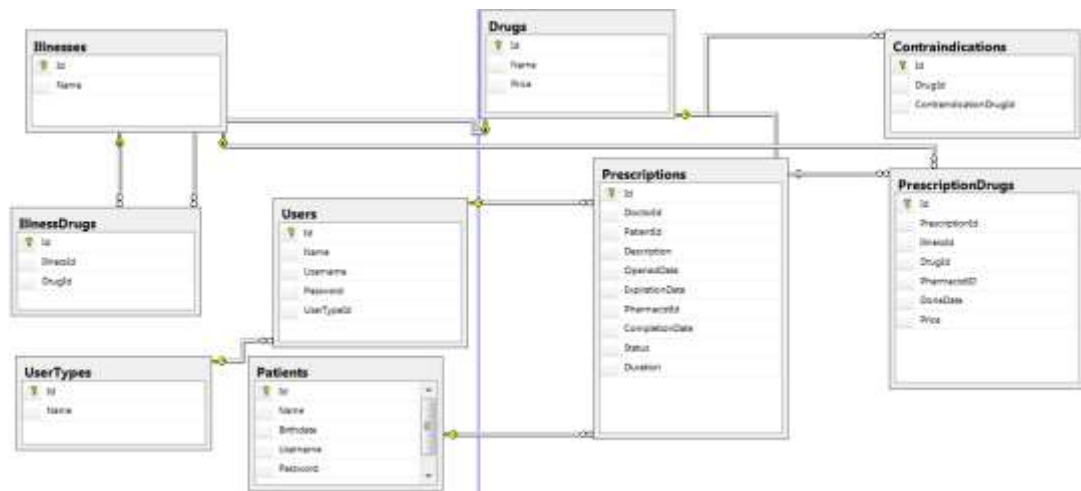 Illnesses
Id
Name
Drugs
Id
Name
Price
Contraindications
Id
DrugId
ContraindicationDrugId
IllnessDrugs
Id
IllnessId
DrugId
Users
Id
Name
Username
Password
UserTypeId
Prescriptions
Id
DoctorId
PatientId
Description
OpenedDate
ExpirationDate
PharmacistId
CompletionDate
Status
Duration
PrescriptionDrugs
Id
PrescriptionId
IllnessId
DrugId
PharmacistID
DoneDate
Price
UserTypes
Id
Name
Patients
Id
Name
Birthdate
Username
Password